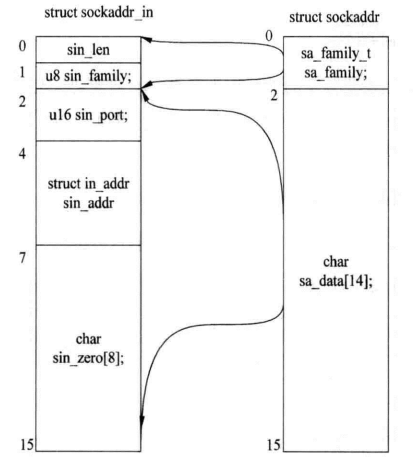 struct sockaddr_in
struct sockaddr
0
sin_len
1
u8 sin_family;
2
u16 sin_port;
4
struct in_addr
sin_addr
7
char
sin_zero[8];
15
0
sa_family_t
sa_family;
2
char
sa_data[14];
15